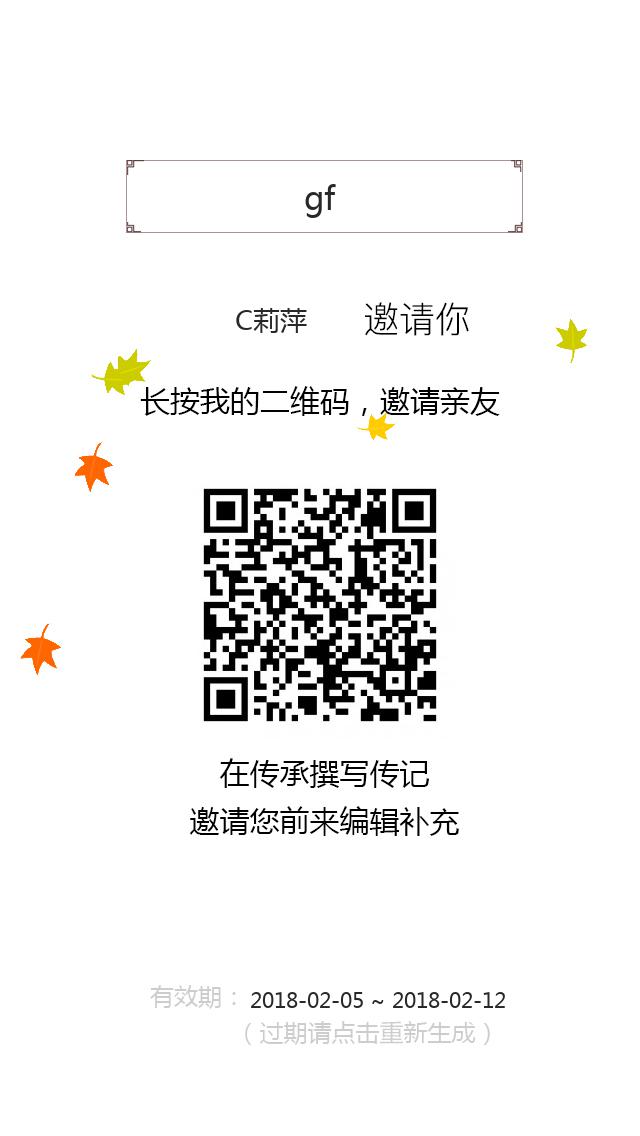 gf
C莉萍 邀请你
长按我的二维码，邀请亲友
在传承撰写传记
邀请您前来编辑补充
有效期： 2018-02-05 ~ 2018-02-12
（过期请点击重新生成）